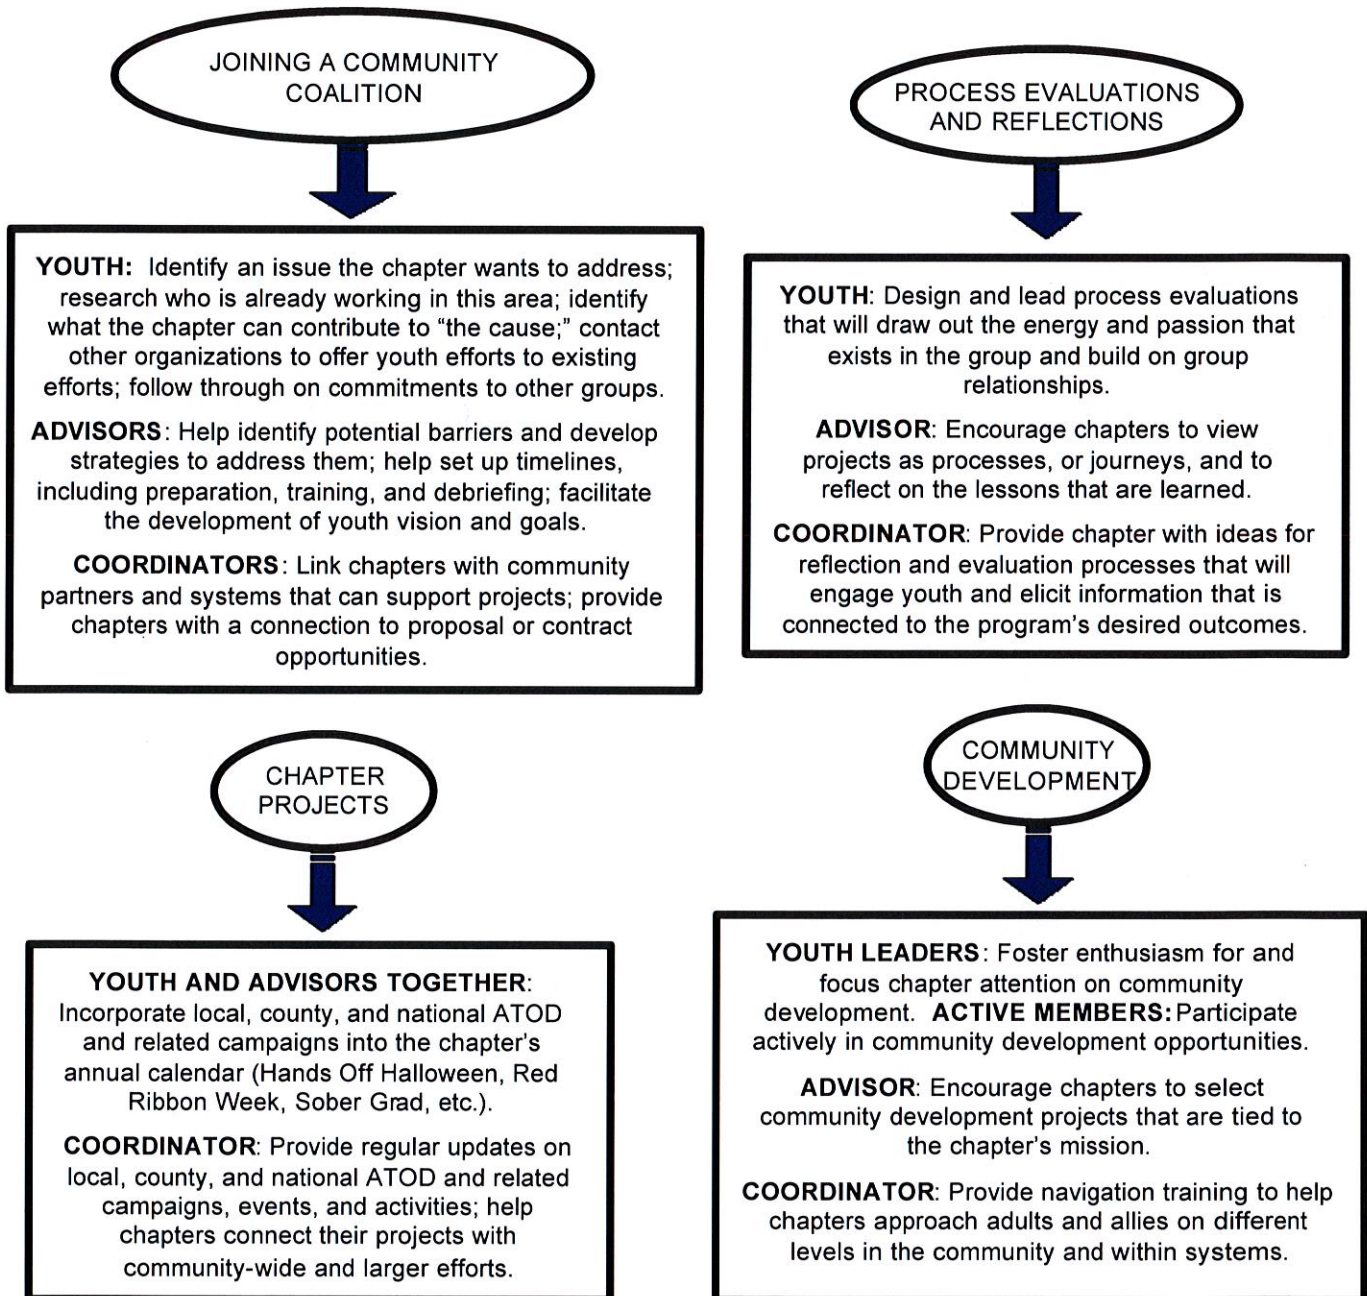 JOINING A COMMUNITY
COALITION
YOUTH: Identify an issue the chapter wants to address;
research who is already working in this area; identify
what the chapter can contribute to “the cause;” contact
other organizations to offer youth efforts to existing
efforts; follow through on commitments to other groups.
ADVISORS: Help identify potential barriers and develop
strategies to address them; help set up timelines,
including preparation, training, and debriefing; facilitate
the development of youth vision and goals.
COORDINATORS: Link chapters with community
partners and systems that can support projects; provide
chapters with a connection to proposal or contract
opportunities.
PROCESS EVALUATIONS
AND REFLECTIONS
YOUTH: Design and lead process evaluations
that will draw out the energy and passion that
exists in the group and build on group
relationships.
ADVISOR: Encourage chapters to view
projects as processes, or journeys, and to
reflect on the lessons that are learned.
COORDINATOR: Provide chapter with ideas for
reflection and evaluation processes that will
engage youth and elicit information that is
connected to the program’s desired outcomes.
CHAPTER
PROJECTS
YOUTH AND ADVISORS TOGETHER:
Incorporate local, county, and national ATOD
and related campaigns into the chapter’s
annual calendar (Hands Off Halloween, Red
Ribbon Week, Sober Grad, etc.).
COORDINATOR: Provide regular updates on
local, county, and national ATOD and related
campaigns, events, and activities; help
chapters connect their projects with
community-wide and larger efforts.
COMMUNITY
DEVELOPMENT
YOUTH LEADERS: Foster enthusiasm for and
focus chapter attention on community
development. ACTIVE MEMBERS: Participate
actively in community development opportunities.
ADVISOR: Encourage chapters to select
community development projects that are tied to
the chapter’s mission.
COORDINATOR: Provide navigation training to help
chapters approach adults and allies on different
levels in the community and within systems.